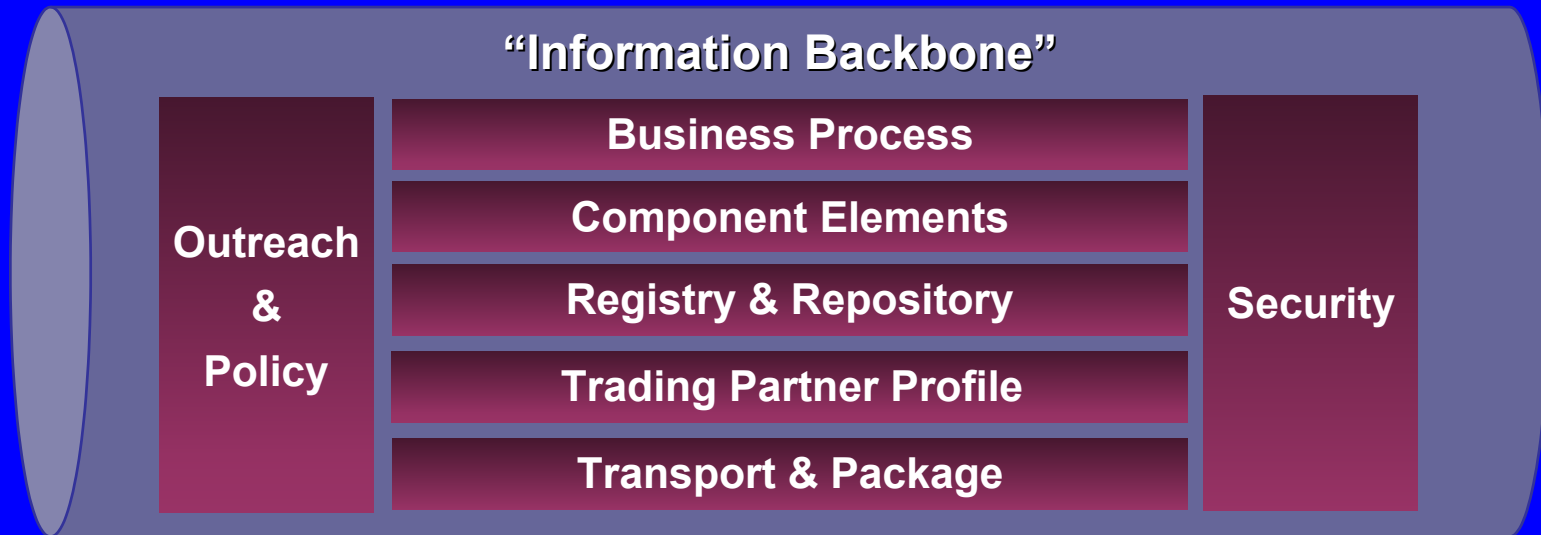 “Information Backbone”
Outreach
&
Policy
Business Process
Component Elements
Registry & Repository
Trading Partner Profile
Transport & Package
Security